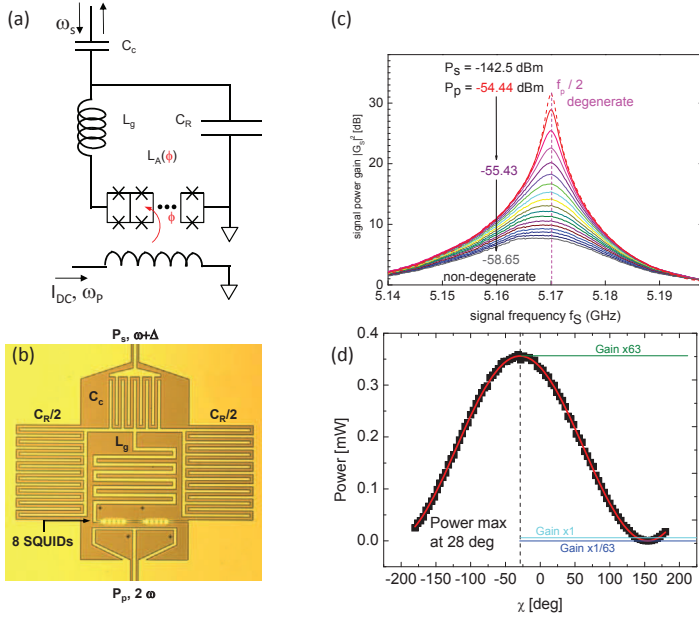 (a)
ωs
Cc
Lg
CR
LA(ϕ)
ϕ
IDC, ωP
(b)
Ps, ω+Δ
Cc
CR/2
CR/2
Lg
8 SQUIDs
Pp, 2 ω
(c)
signal power gain |GS|² [dB]
30
20
10
0
Ps = -142.5 dBm
Pp = -54.44 dBm
fp / 2
degenerate
-55.43
-58.65
non-degenerate
5.14 5.15 5.16 5.17 5.18 5.19
signal frequency fS (GHz)
(d)
Power [mW]
0.4
0.3
0.2
0.1
0.0
Gain x63
Power max
at 28 deg
Gain x1
Gain x1/63
-200 -150 -100 -50 0 50 100 150 200
χ [deg]